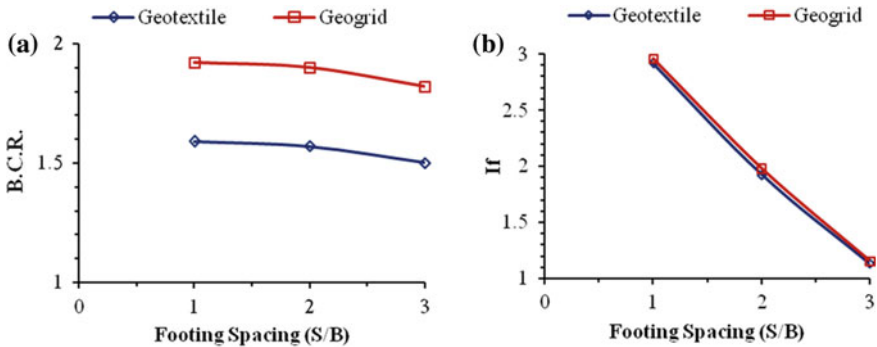 Geotextile Geogrid
(a)
2
1.5
1
B.C.R.
0 1 2 3
Footing Spacing (S/B)
Geotextile Geogrid
(b)
3
2.5
2
1.5
1
If
0 1 2 3
Footing Spacing (S/B)